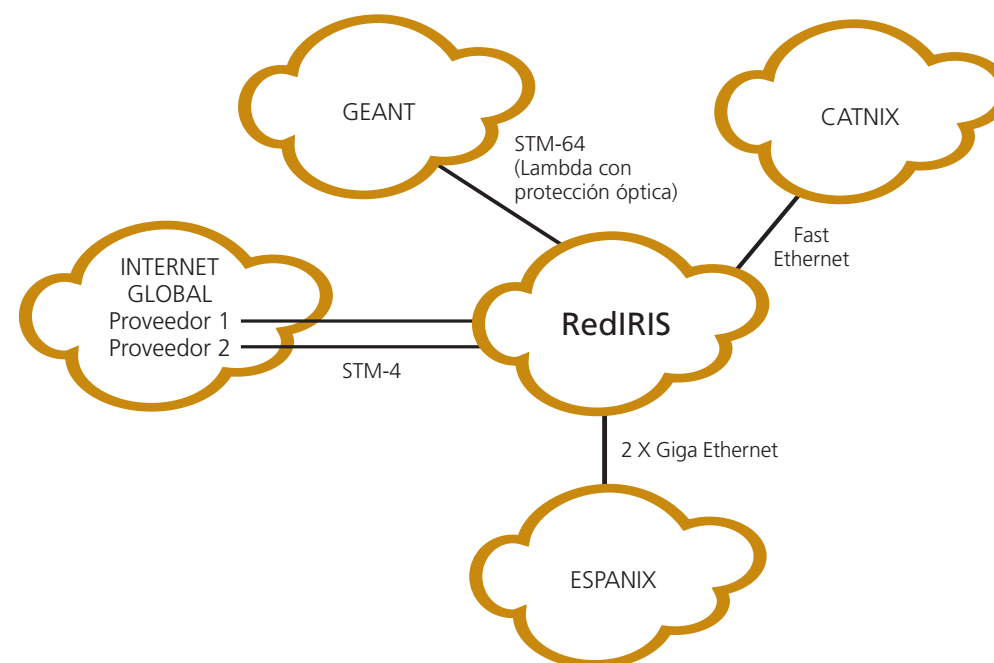 GEANT
CATNIX
STM-64
(Lambda con
protección óptica)
Fast
Ethernet
INTERNET
GLOBAL
Proveedor 1
Proveedor 2
RedIRIS
STM-4
2 X Giga Ethernet
ESPANIX